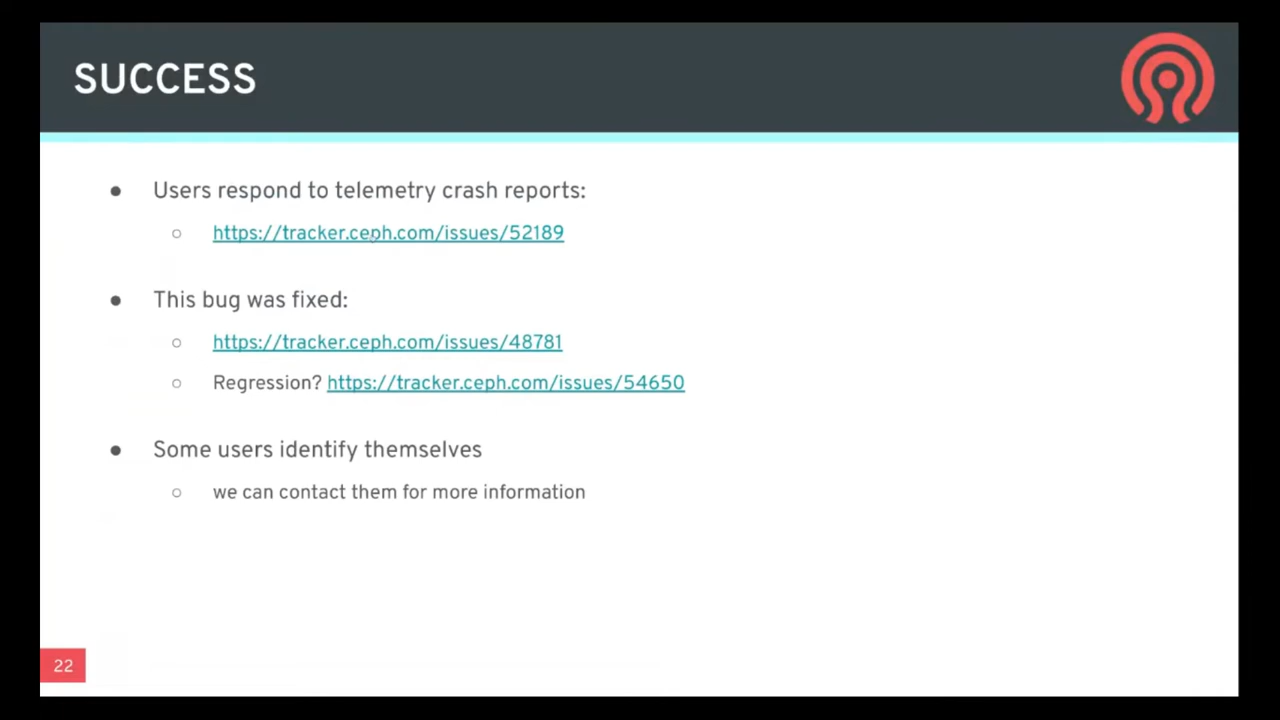 SUCCESS
● Users respond to telemetry crash reports:
○ https://tracker.ceph.com/issues/52189
● This bug was fixed:
○ https://tracker.ceph.com/issues/48781
○ Regression? https://tracker.ceph.com/issues/54650
● Some users identify themselves
○ we can contact them for more information
22